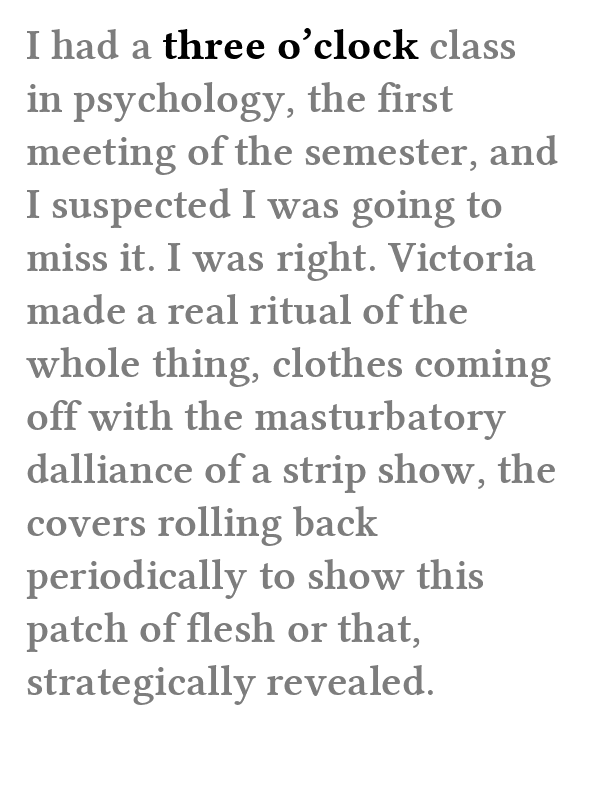 I had a three o’clock class
in psychology, the first
meeting of the semester, and
I suspected I was going to
miss it. I was right. Victoria
made a real ritual of the
whole thing, clothes coming
off with the masturbatory
dalliance of a strip show, the
covers rolling back
periodically to show this
patch of flesh or that,
strategically revealed.